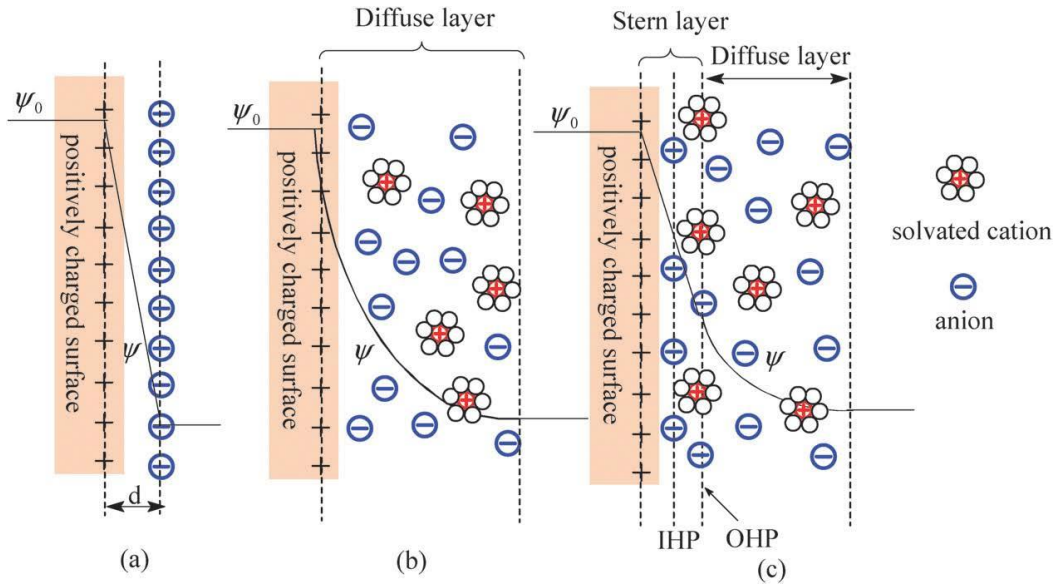 Diffuse layer
Stern layer
Diffuse layer
ψ₀
positively charged surface
ψ
d
(a)
ψ₀
positively charged surface
ψ
(b)
ψ₀
positively charged surface
ψ
IHP
OHP
(c)
solvated cation
anion